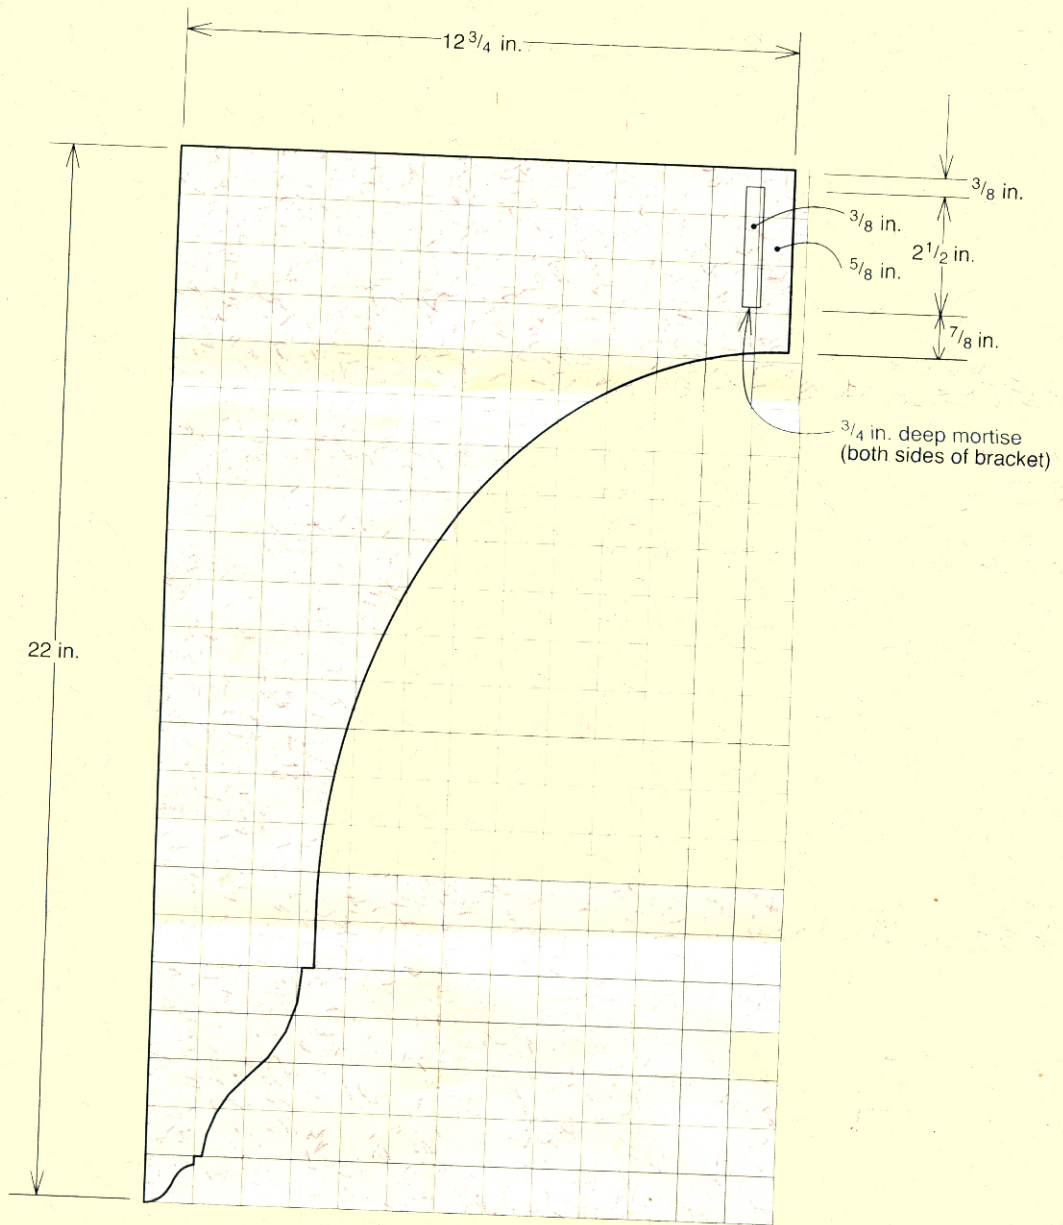 12 3/4 in.
3/8 in.
3/8 in.
2 1/2 in.
5/8 in.
7/8 in.
3/4 in. deep mortise
(both sides of bracket)
22 in.